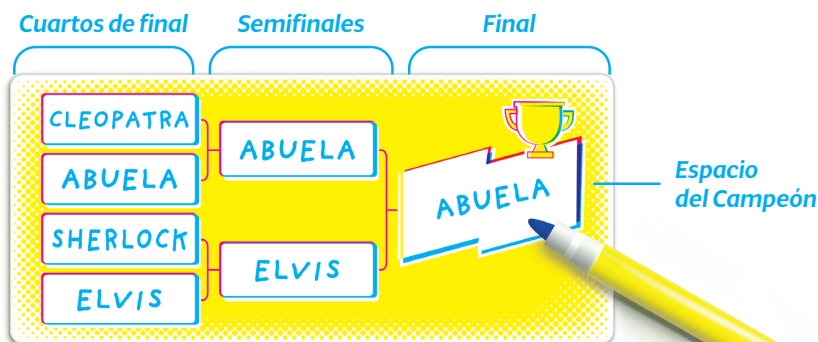 Cuartos de final
Semifinales
Final
CLEOPATRA
ABUELA
SHERLOCK
ELVIS
ABUELA
ELVIS
ABUELA
Espacio
del Campeón